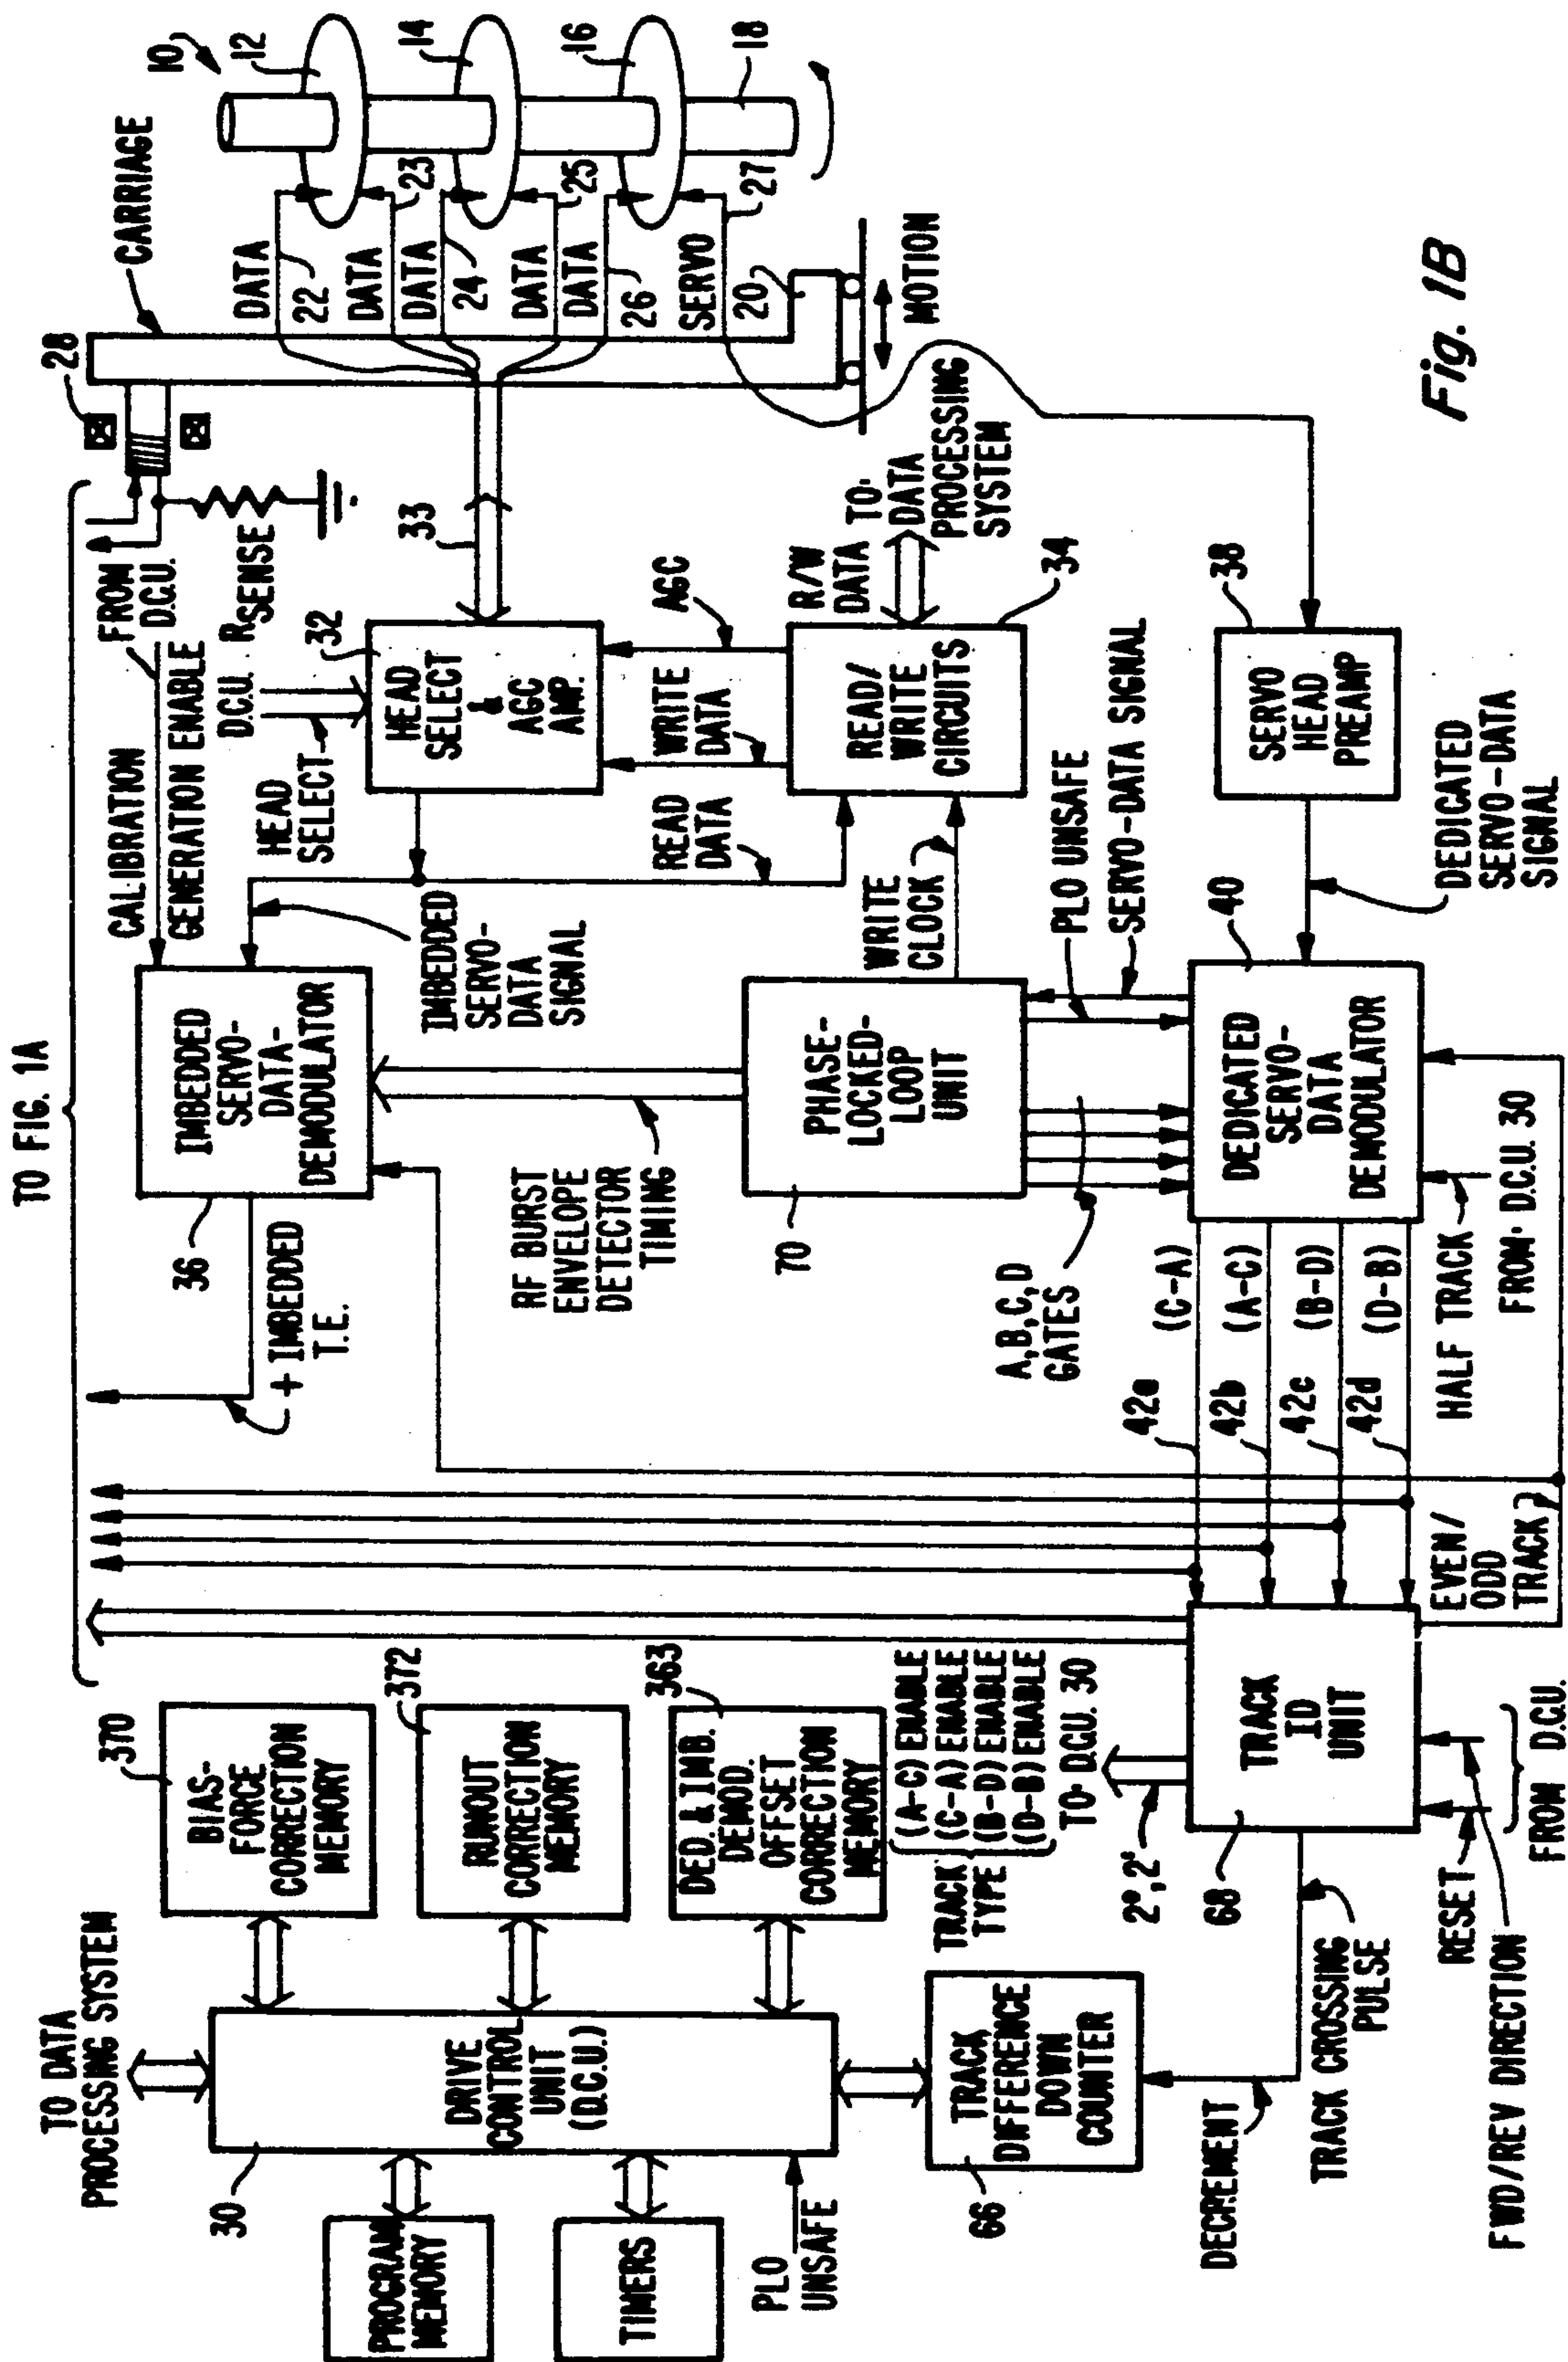 TO FIG. 1A
TO DATA
PROCESSING SYSTEM
30
PROGRAM
MEMORY
TIMERS
PLO
UNSAFE
DRIVE
CONTROL
UNIT
(D.C.U.)
370
BIAS-
FORCE
CORRECTION
MEMORY
372
RUNOUT
CORRECTION
MEMORY
363
DED. & IMB.
DEMOD.
OFFSET
CORRECTION
MEMORY
66
TRACK
DIFFERENCE
DOWN
COUNTER
DECREMENT
TRACK CROSSING
PULSE
TRACK
TYPE
(A-C) ENABLE
(C-A) ENABLE
(B-D) ENABLE
(D-B) ENABLE
2⁰, 2¹
TO D.C.U. 30
68
TRACK
ID
UNIT
RESET
FWD/REV DIRECTION
FROM D.C.U.
EVEN/
ODD
TRACK
42a
42b
42c
42d
(C-A)
(A-C)
(B-D)
(D-B)
HALF TRACK
FROM D.C.U. 30
+ IMBEDDED
T.E.
36
IMBEDDED
SERVO-
DATA-
DEMODULATOR
RF BURST
ENVELOPE
DETECTOR
TIMING
70
PHASE-
LOCKED-
LOOP
UNIT
A,B,C,D
GATES
40
DEDICATED
SERVO-
DATA
DEMODULATOR
PLO UNSAFE
SERVO-DATA SIGNAL
WRITE
CLOCK
IMBEDDED
SERVO-
DATA
SIGNAL
CALIBRATION
GENERATION ENABLE
FROM
D.C.U.
HEAD
SELECT
D.C.U.
RSENSE
32
HEAD
SELECT
&
AGC
AMP.
READ
DATA
WRITE
DATA
AGC
READ/
WRITE
CIRCUITS
34
R/W
DATA
TO
DATA
PROCESSING
SYSTEM
38
SERVO
HEAD
PREAMP
DEDICATED
SERVO-DATA
SIGNAL
33
28
CARRIAGE
DATA
22
DATA
23
DATA
24
DATA
25
DATA
26
SERVO
27
20
MOTION
10
12
14
16
18
Fig. 1B